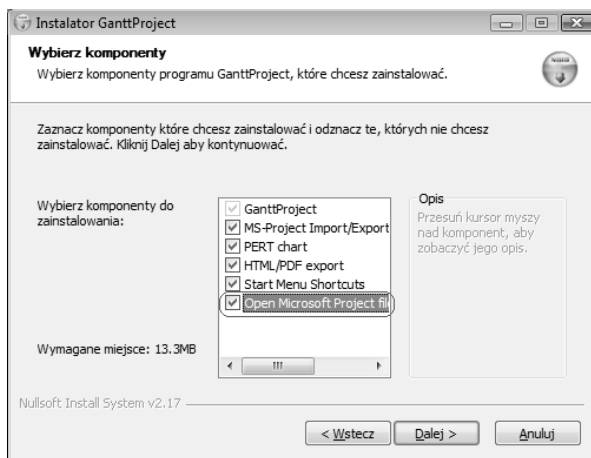 Instalator GanttProject
Wybierz komponenty
Wybierz komponenty programu GanttProject, które chcesz zainstalować.
Zaznacz komponenty które chcesz zainstalować i odznacz te, których nie chcesz
zainstalować. Kliknij Dalej aby kontynuować.
Wybierz komponenty do
zainstalowania:
GanttProject
MS-Project Import/Export
PERT chart
HTML/PDF export
Start Menu Shortcuts
Open Microsoft Project
Opis
Przesuń kursor myszy
nad komponent, aby
zobaczyć jego opis.
Wymagane miejsce: 13.3MB
Nullsoft Install System v2.17
< Wstecz
Dalej >
Anuluj